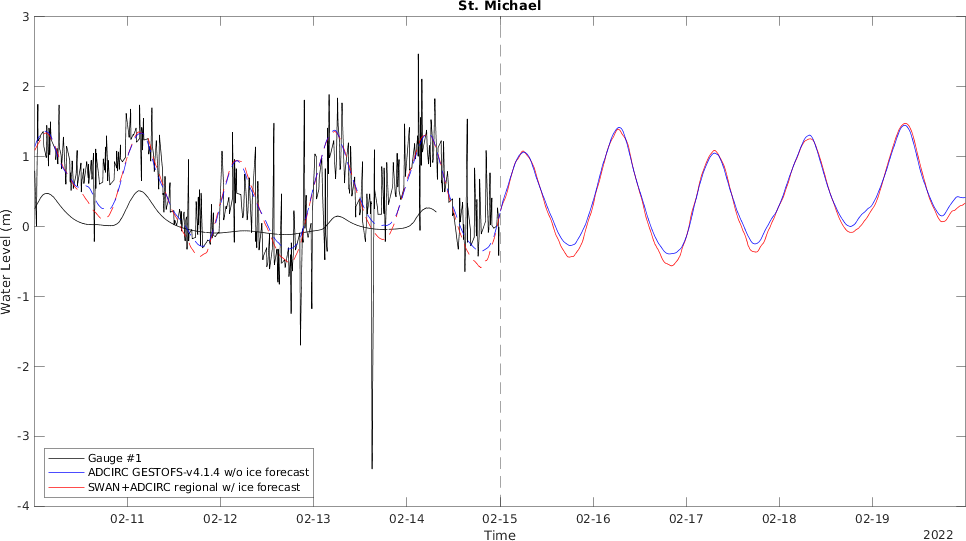 St. Michael
3
2
1
0
-1
-2
-3
-4
Water Level (m)
Gauge #1
ADCIRC GESTOFS-v4.1.4 w/o ice forecast
SWAN+ADCIRC regional w/ ice forecast
02-11 02-12 02-13 02-14 02-15 02-16 02-17 02-18 02-19
Time
2022